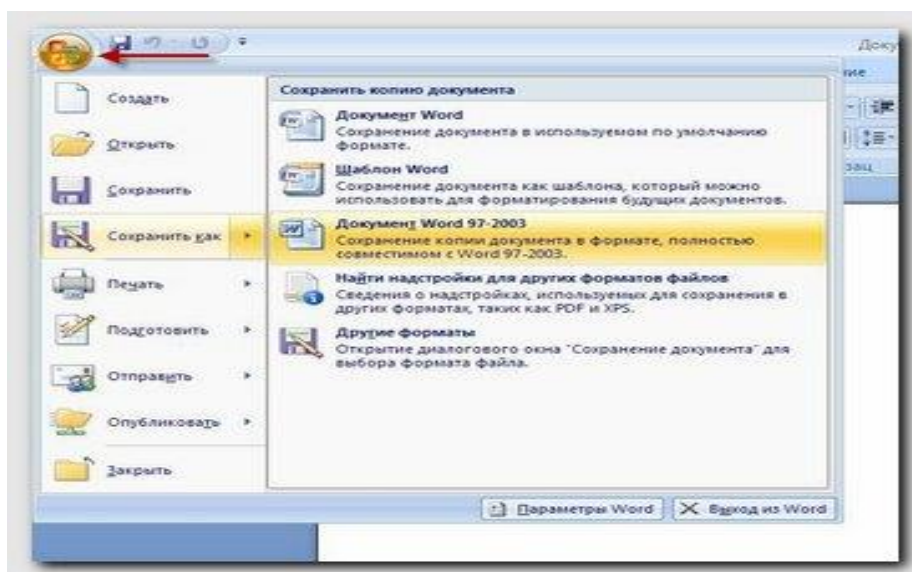 Доку
ние
Создать
Открыть
Сохранить
Сохранить как
Печать
Подготовить
Отправить
Опубликовать
Закрыть
Сохранить копию документа
Документ Word
Сохранение документа в используемом по умолчанию
формате.
Шаблон Word
Сохранение документа как шаблона, который можно
использовать для форматирования будущих документов.
Документ Word 97-2003
Сохранение копии документа в формате, полностью
совместимом с Word 97-2003.
Найти надстройки для других форматов файлов
Сведения о надстройках, используемых для сохранения в
других форматах, таких как PDF и XPS.
Другие форматы
Открытие диалогового окна "Сохранение документа" для
выбора формата файла.
зац
Параметры Word
Выход из Word